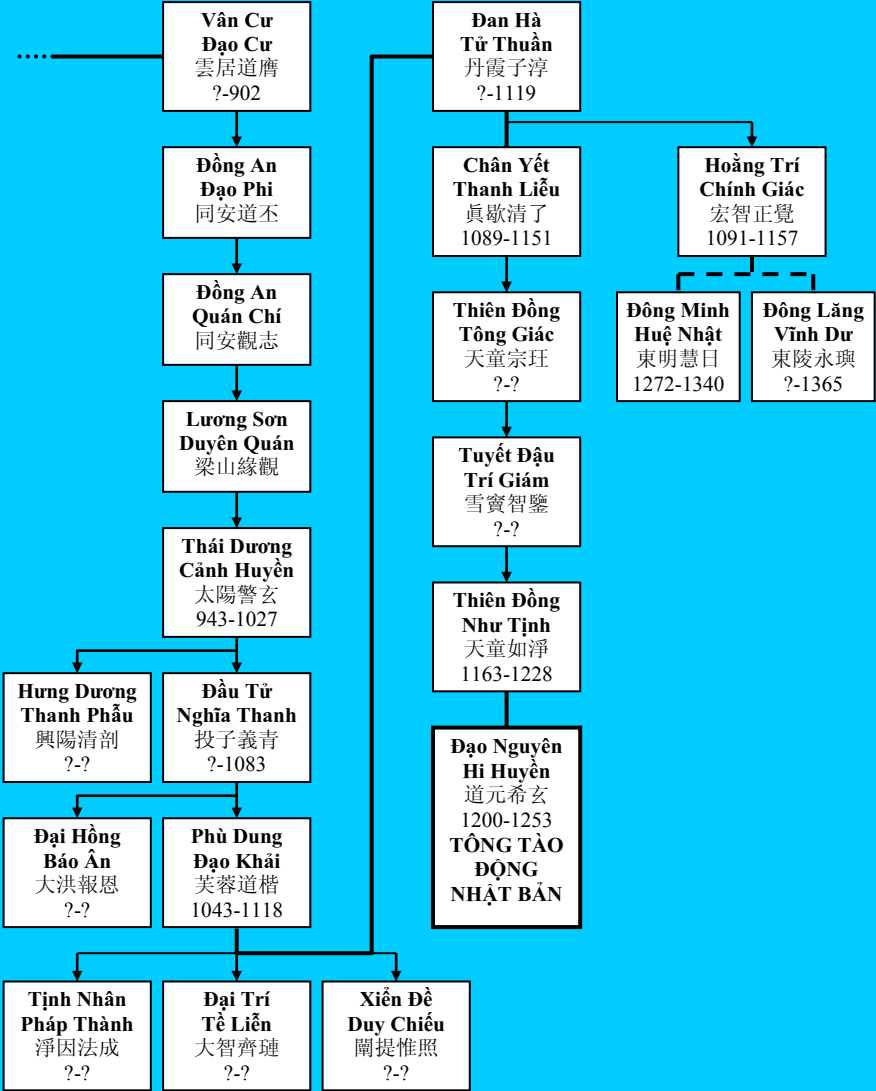 Vân Cư
Đạo Cư
雲居道膺
?-902
Đồng An
Đạo Phi
同安道丕
Đồng An
Quán Chí
同安觀志
Lương Sơn
Duyên Quán
梁山緣觀
Thái Dương
Cảnh Huyền
太陽警玄
943-1027
Hưng Dương
Thanh Phẫu
興陽清剖
?-?
Đầu Tử
Nghĩa Thanh
投子義青
?-1083
Đại Hồng
Báo Ân
大洪報恩
?-?
Phù Dung
Đạo Khải
芙蓉道楷
1043-1118
Tịnh Nhân
Pháp Thành
淨因法成
?-?
Đại Trí
Tề Liễn
大智齊璉
?-?
Xiển Đề
Duy Chiếu
闡提惟照
?-?
Đan Hà
Tử Thuần
丹霞子淳
?-1119
Chân Yết
Thanh Liễu
眞歇清了
1089-1151
Hoằng Trí
Chính Giác
宏智正覺
1091-1157
Thiên Đồng
Tông Giác
天童宗玨
?-?
Đông Minh
Huệ Nhật
東明慧日
1272-1340
Đông Lăng
Vĩnh Dư
東陵永璵
?-1365
Tuyết Đậu
Trí Giám
雪竇智鑒
?-?
Thiên Đồng
Như Tịnh
天童如淨
1163-1228
Đạo Nguyên
Hi Huyền
道元希玄
1200-1253
TÔNG TÀO
ĐỘNG
NHẬT BẢN